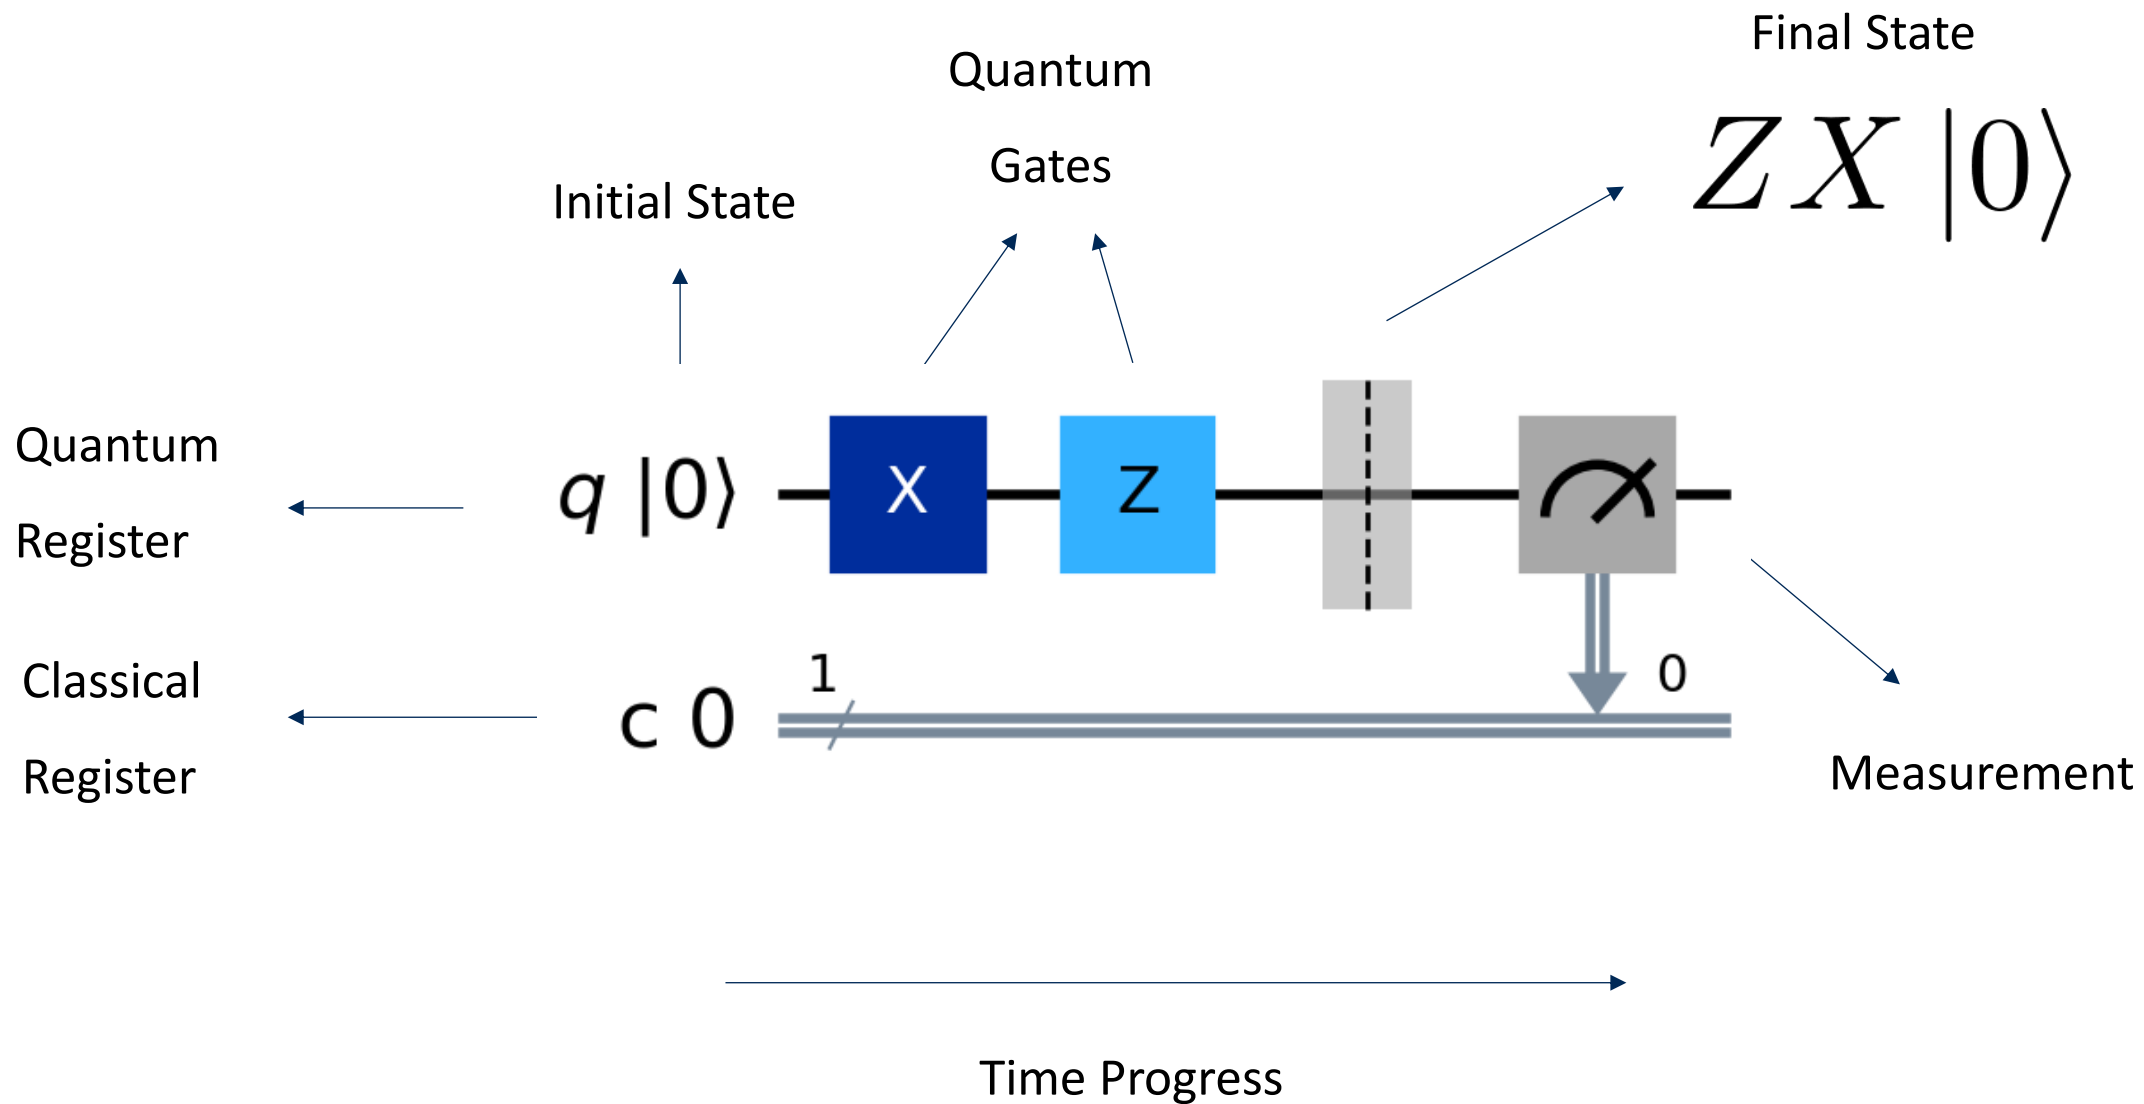 Final State
Quantum
Gates
ZX |0⟩
Initial State
Quantum
Register
q |0⟩
X
Z
Classical
Register
c 0
1
0
Measurement
Time Progress